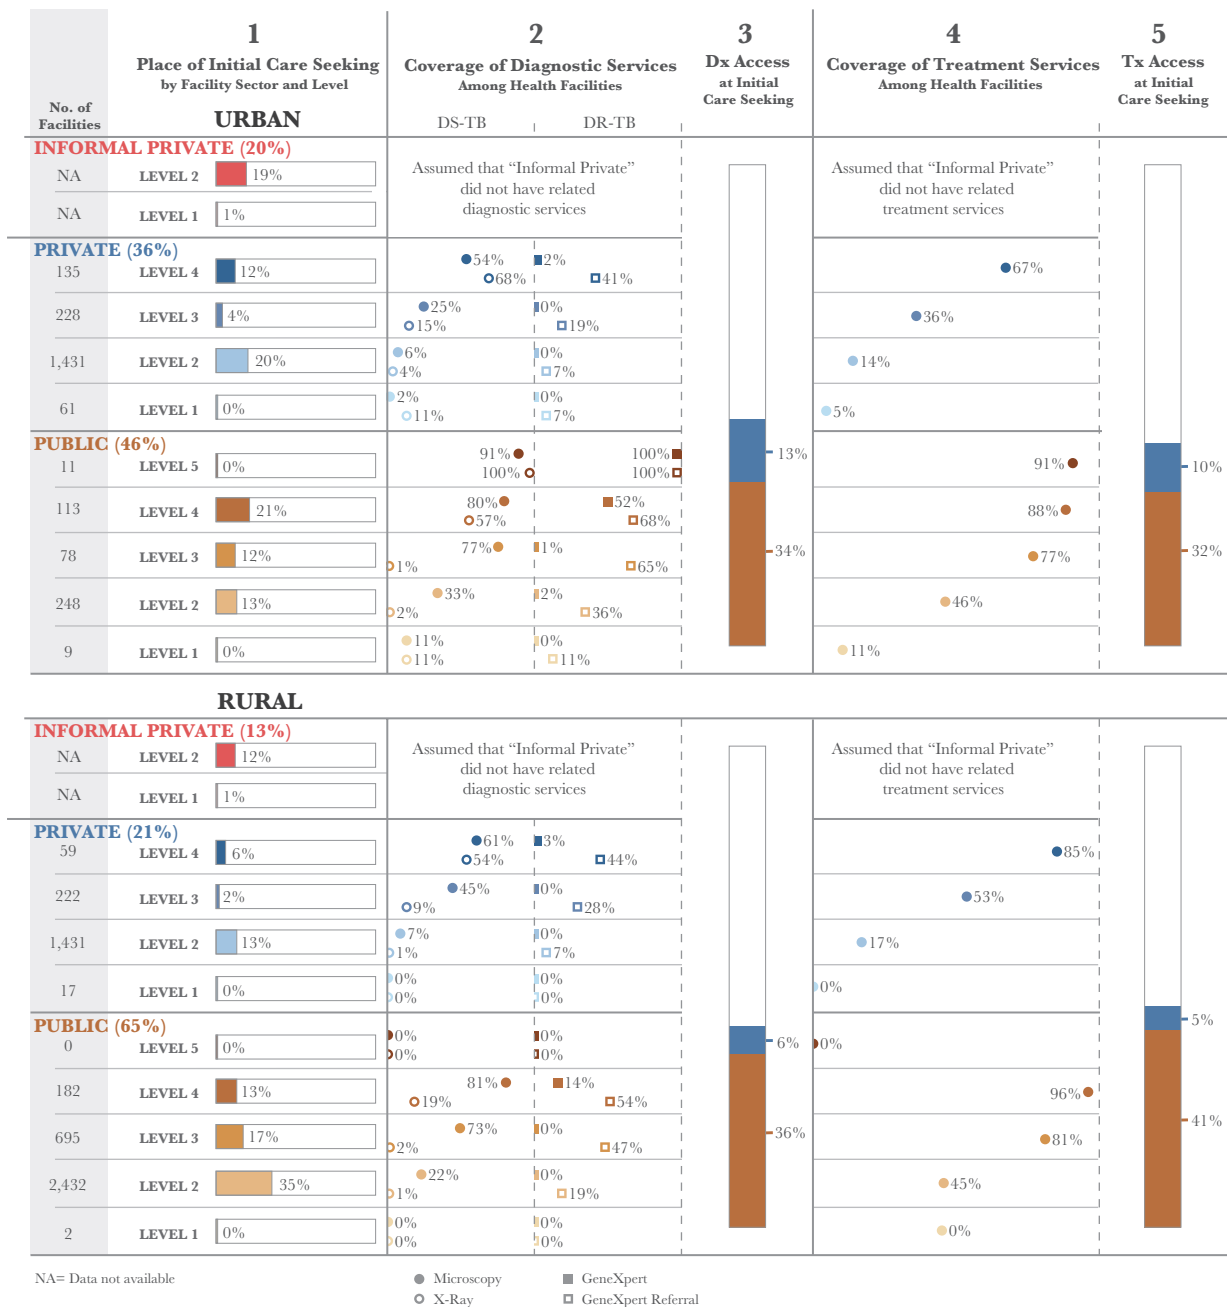 1
2
3
4
5
Place of Initial Care Seeking
by Facility Sector and Level
Coverage of Diagnostic Services
Among Health Facilities
Dx Access
at Initial
Care Seeking
Coverage of Treatment Services
Among Health Facilities
Tx Access
at Initial
Care Seeking
No. of
Facilities
URBAN
DS-TB
DR-TB
INFORMAL PRIVATE (20%)
NA LEVEL 2 19%
NA LEVEL 1 1%
Assumed that “Informal Private”
did not have related
diagnostic services
Assumed that “Informal Private”
did not have related
treatment services
PRIVATE (36%)
135 LEVEL 4 12% 54% 2% 67%
68% 41%
228 LEVEL 3 4% 25% 0% 36%
15% 19%
1,431 LEVEL 2 20% 6% 0% 14%
4% 7%
61 LEVEL 1 0% 2% 0% 5%
11% 7%
PUBLIC (46%)
11 LEVEL 5 0% 91% 100% 91%
100% 100%
113 LEVEL 4 21% 80% 52% 88%
57% 68%
78 LEVEL 3 12% 77% 1% 77%
1% 65%
248 LEVEL 2 13% 33% 2% 46%
2% 36%
9 LEVEL 1 0% 11% 0% 11%
11% 11%
13%
34%
10%
32%
RURAL
INFORMAL PRIVATE (13%)
NA LEVEL 2 12%
NA LEVEL 1 1%
Assumed that “Informal Private”
did not have related
diagnostic services
Assumed that “Informal Private”
did not have related
treatment services
PRIVATE (21%)
59 LEVEL 4 6% 61% 3% 85%
54% 44%
222 LEVEL 3 2% 45% 0% 53%
9% 28%
1,431 LEVEL 2 13% 7% 0% 17%
1% 7%
17 LEVEL 1 0% 0% 0% 0%
0% 0%
PUBLIC (65%)
0 LEVEL 5 0% 0% 0% 0%
0% 0%
182 LEVEL 4 13% 81% 14% 96%
19% 54%
695 LEVEL 3 17% 73% 0% 81%
2% 47%
2,432 LEVEL 2 35% 22% 0% 45%
1% 19%
2 LEVEL 1 0% 0% 0% 0%
0% 0%
6%
36%
5%
41%
NA= Data not available
Microscopy
GeneXpert
X-Ray
GeneXpert Referral